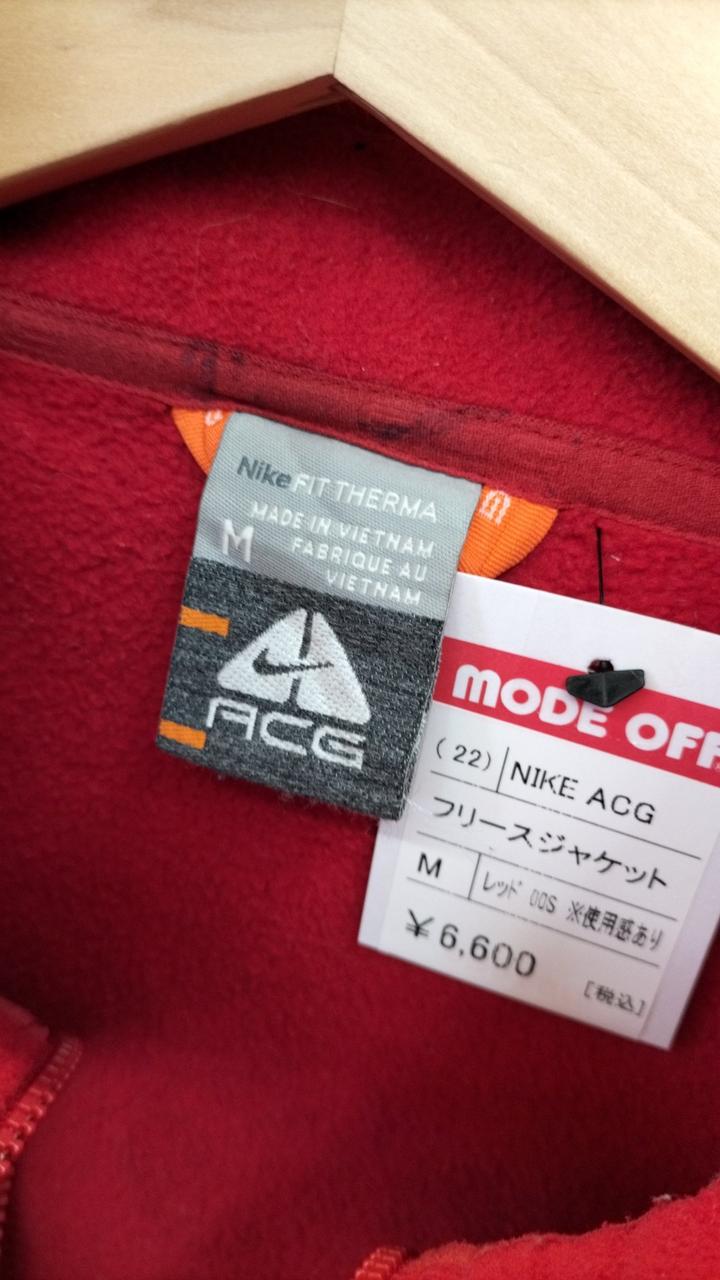 Nike FIT THERMA
MADE IN VIETNAM
M
FABRIQUE AU
VIETNAM
ACG
MODE OFF
(22) NIKE ACG
フリースジャケット
M レッド 00S ※使用感あり
¥6,600
[税込]